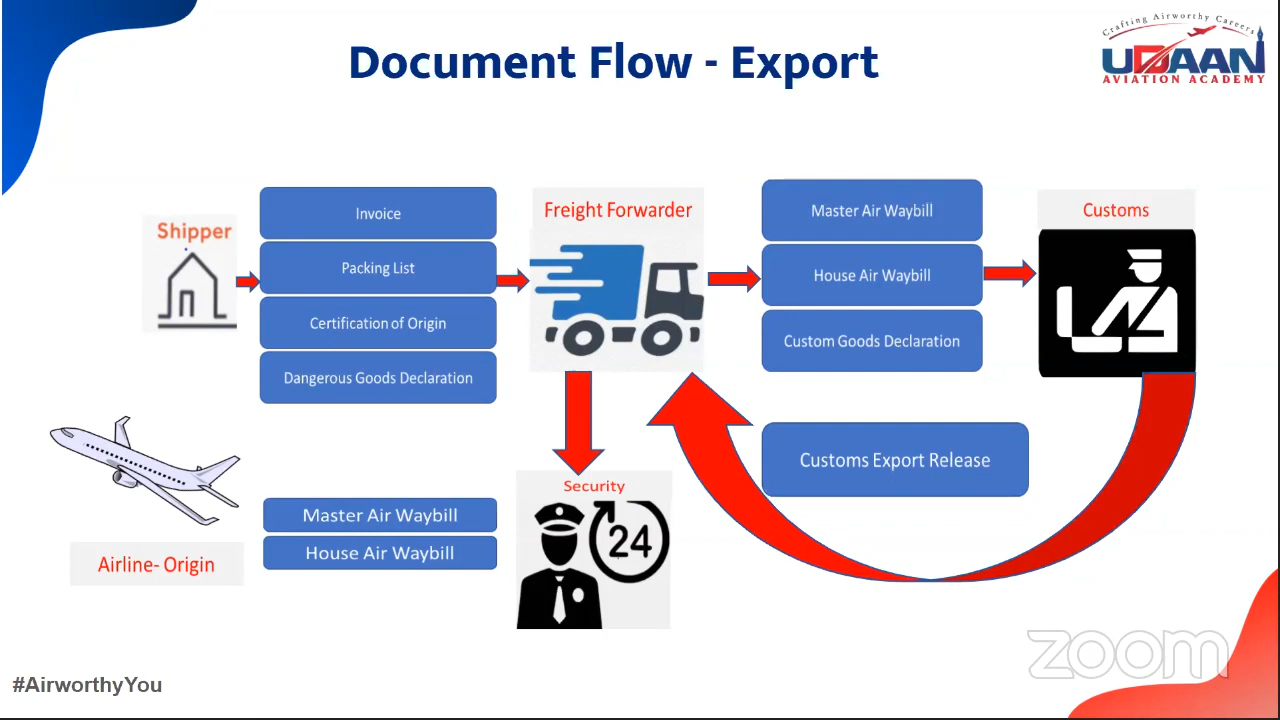 Document Flow - Export
Crafting Airworthy Careers
UDAAN
AVIATION ACADEMY
Shipper
Invoice
Packing List
Certification of Origin
Dangerous Goods Declaration
Freight Forwarder
Master Air Waybill
House Air Waybill
Custom Goods Declaration
Customs
Customs Export Release
Security
24
Master Air Waybill
House Air Waybill
Airline- Origin
zoom
#AirworthyYou